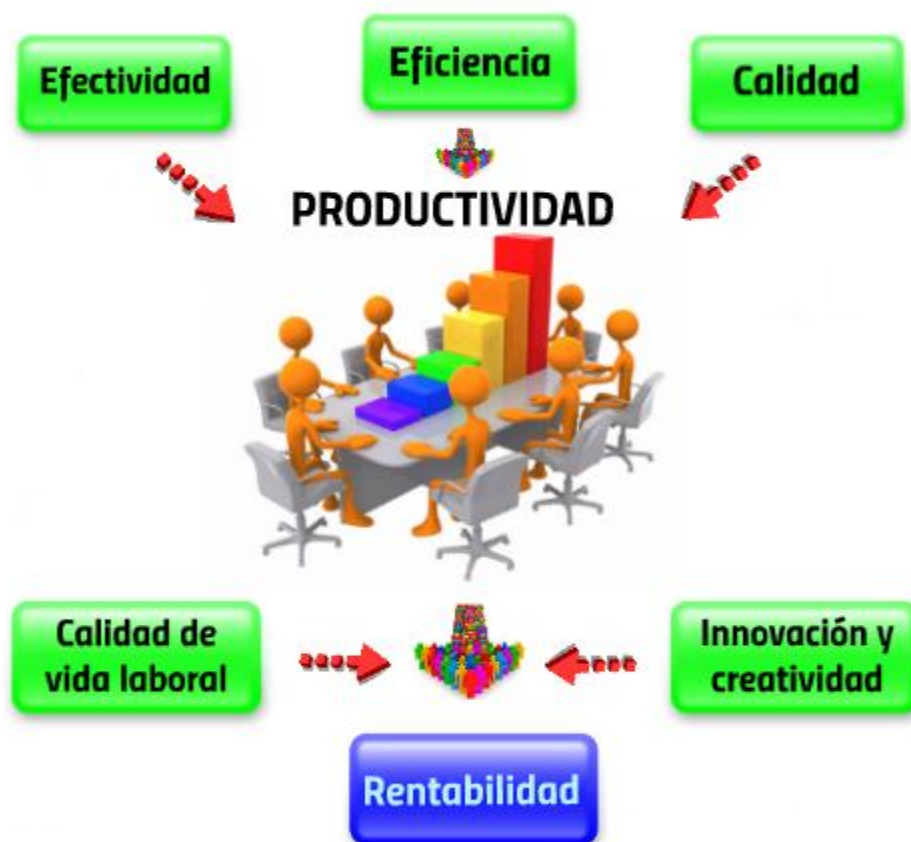 Efectividad
Eficiencia
Calidad
PRODUCTIVIDAD
Calidad de
vida laboral
Innovación y
creatividad
Rentabilidad